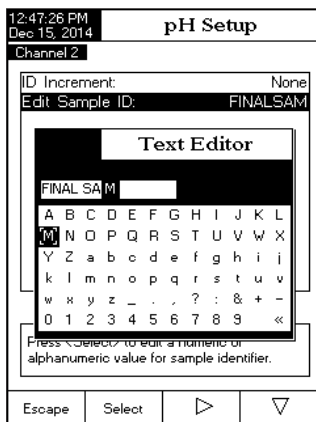 12:47:26 PM
Dec 15, 2014
pH Setup
Channel 2
ID Increment: None
Edit Sample ID: FINALSAM
Text Editor
FINAL SAM
A B C D E F G H I J K L
[M] N O P Q R S T U V W X
Y Z a b c d e f g h i j
k l m n o p q r s t u v
w x y z _ . , ? : & + -
0 1 2 3 4 5 6 7 8 9 «
Press <Select> to edit a numeric or
alphanumeric value for sample identifier.
Escape Select ▷ ▽